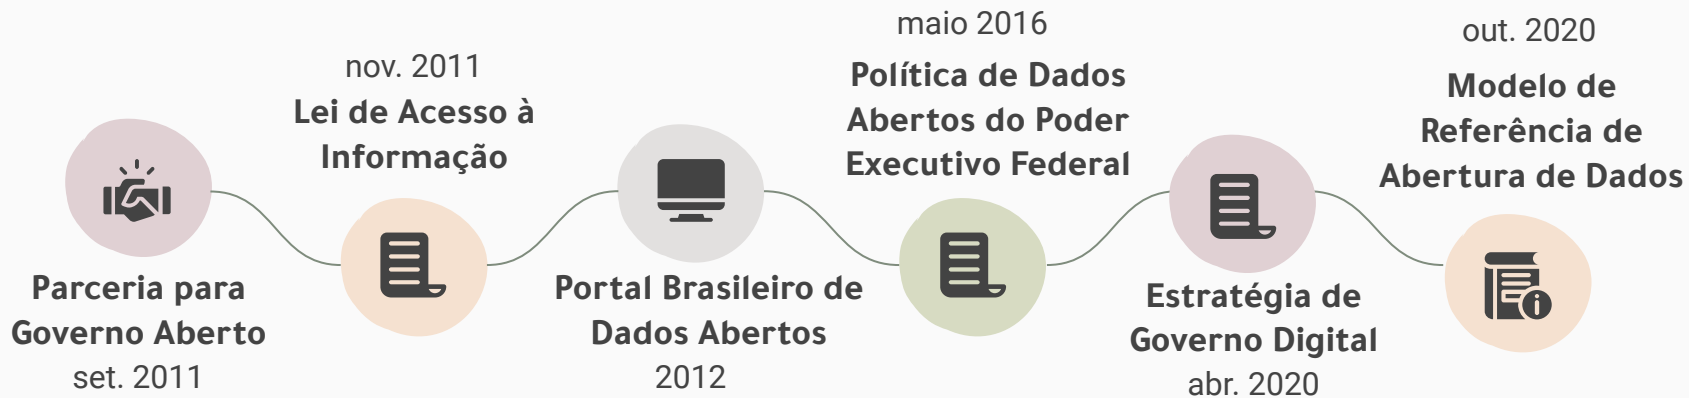 Parceria para
Governo Aberto
set. 2011
nov. 2011
Lei de Acesso à
Informação
Portal Brasileiro de
Dados Abertos
2012
maio 2016
Política de Dados
Abertos do Poder
Executivo Federal
Estratégia de
Governo Digital
abr. 2020
out. 2020
Modelo de
Referência de
Abertura de Dados